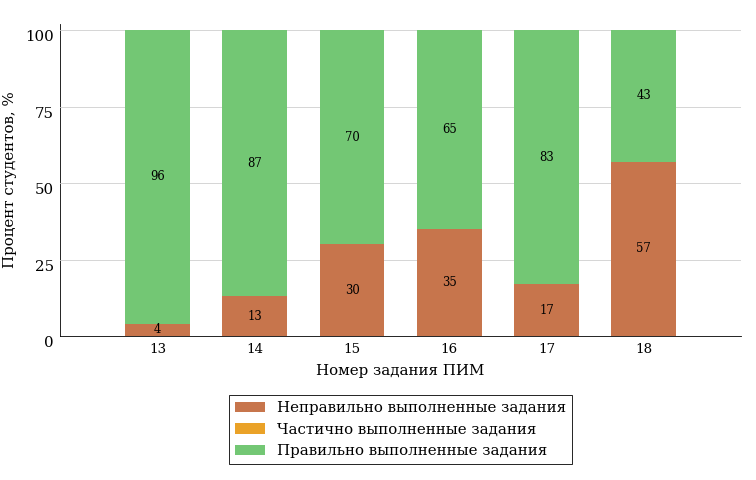 100
75
50
25
0
Процент студентов, %
96
87
70
65
83
43
4
13
30
35
17
57
13 14 15 16 17 18
Номер задания ПИМ
Неправильно выполненные задания
Частично выполненные задания
Правильно выполненные задания